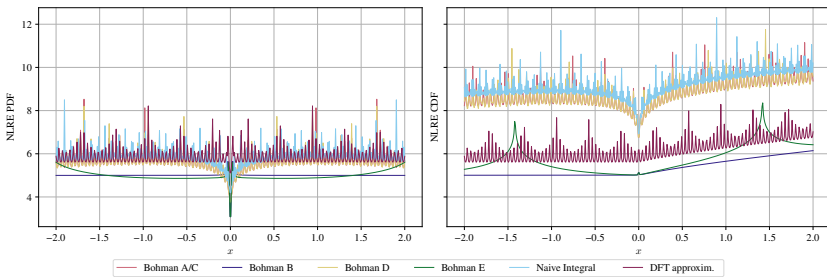 NLRE PDF
12
10
8
6
4
−2.0 −1.5 −1.0 −0.5 0.0 0.5 1.0 1.5 2.0
x
NLRE CDF
−2.0 −1.5 −1.0 −0.5 0.0 0.5 1.0 1.5 2.0
x
Bohman A/C Bohman B Bohman D Bohman E Naive Integral DFT approxim.